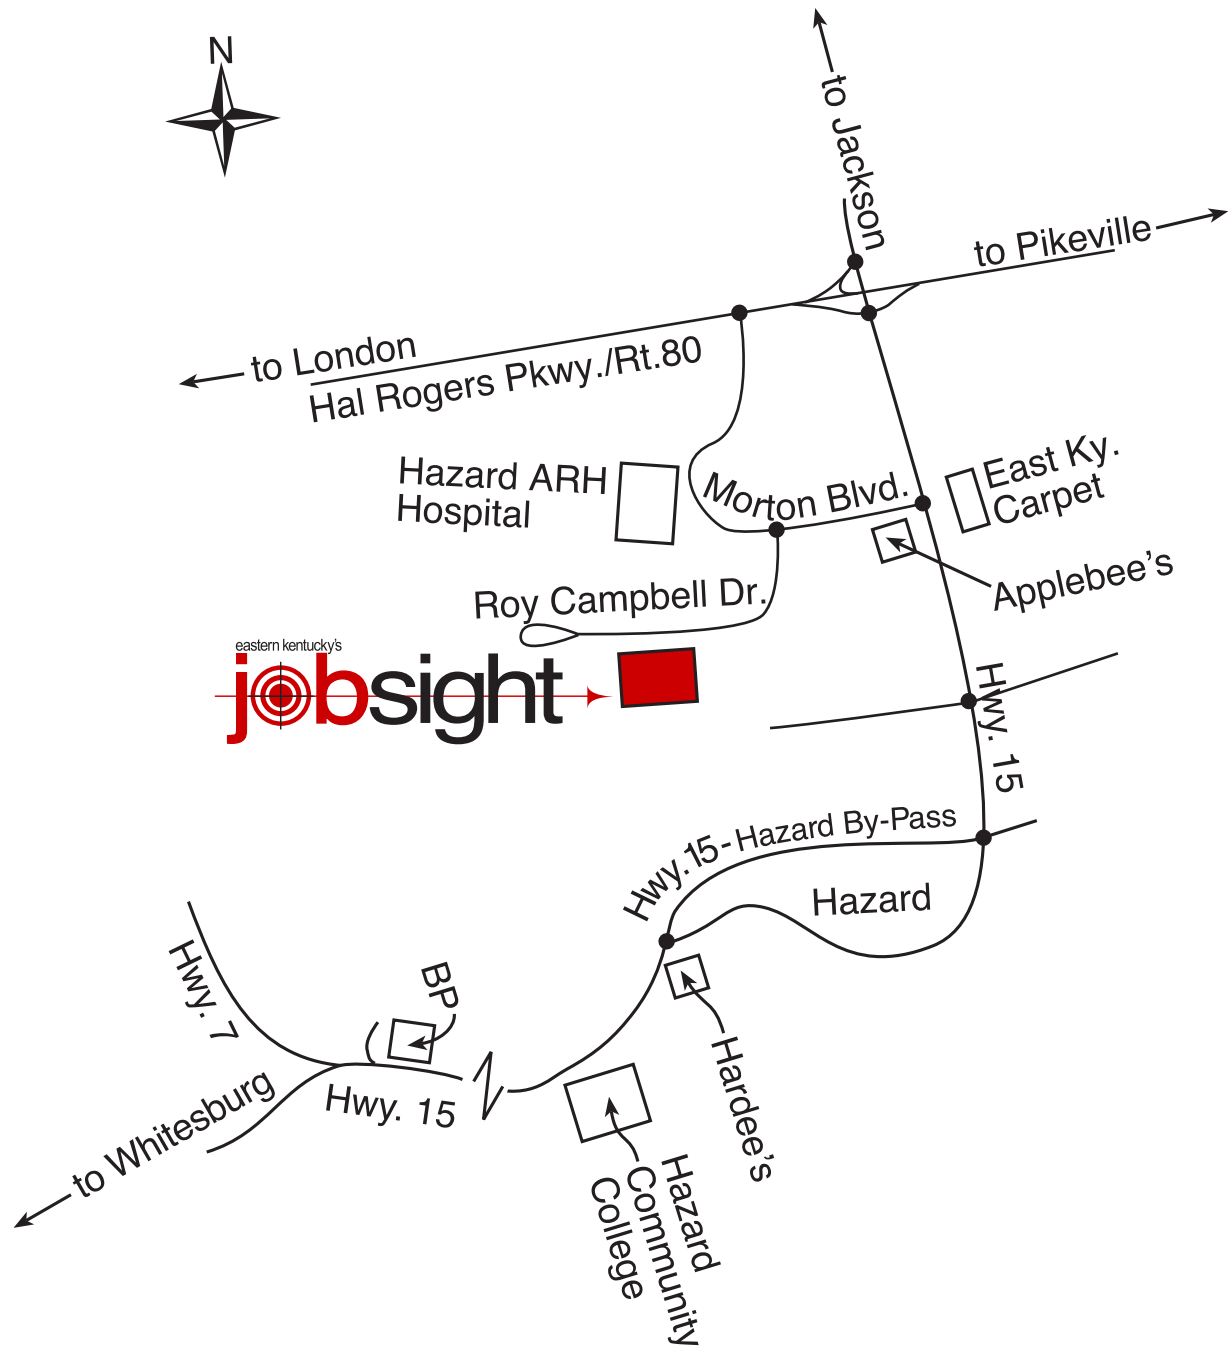 N
to Jackson
to Pikeville
to London
Hal Rogers Pkwy./Rt.80
Hazard ARH
Hospital
Morton Blvd.
East Ky.
Carpet
Applebee's
Roy Campbell Dr.
eastern kentucky's
jobsight
Hwy. 15
Hwy.15-Hazard By-Pass
Hazard
Hwy. 7
BP
Hwy. 15
to Whitesburg
Hardee's
Hazard
Community
College